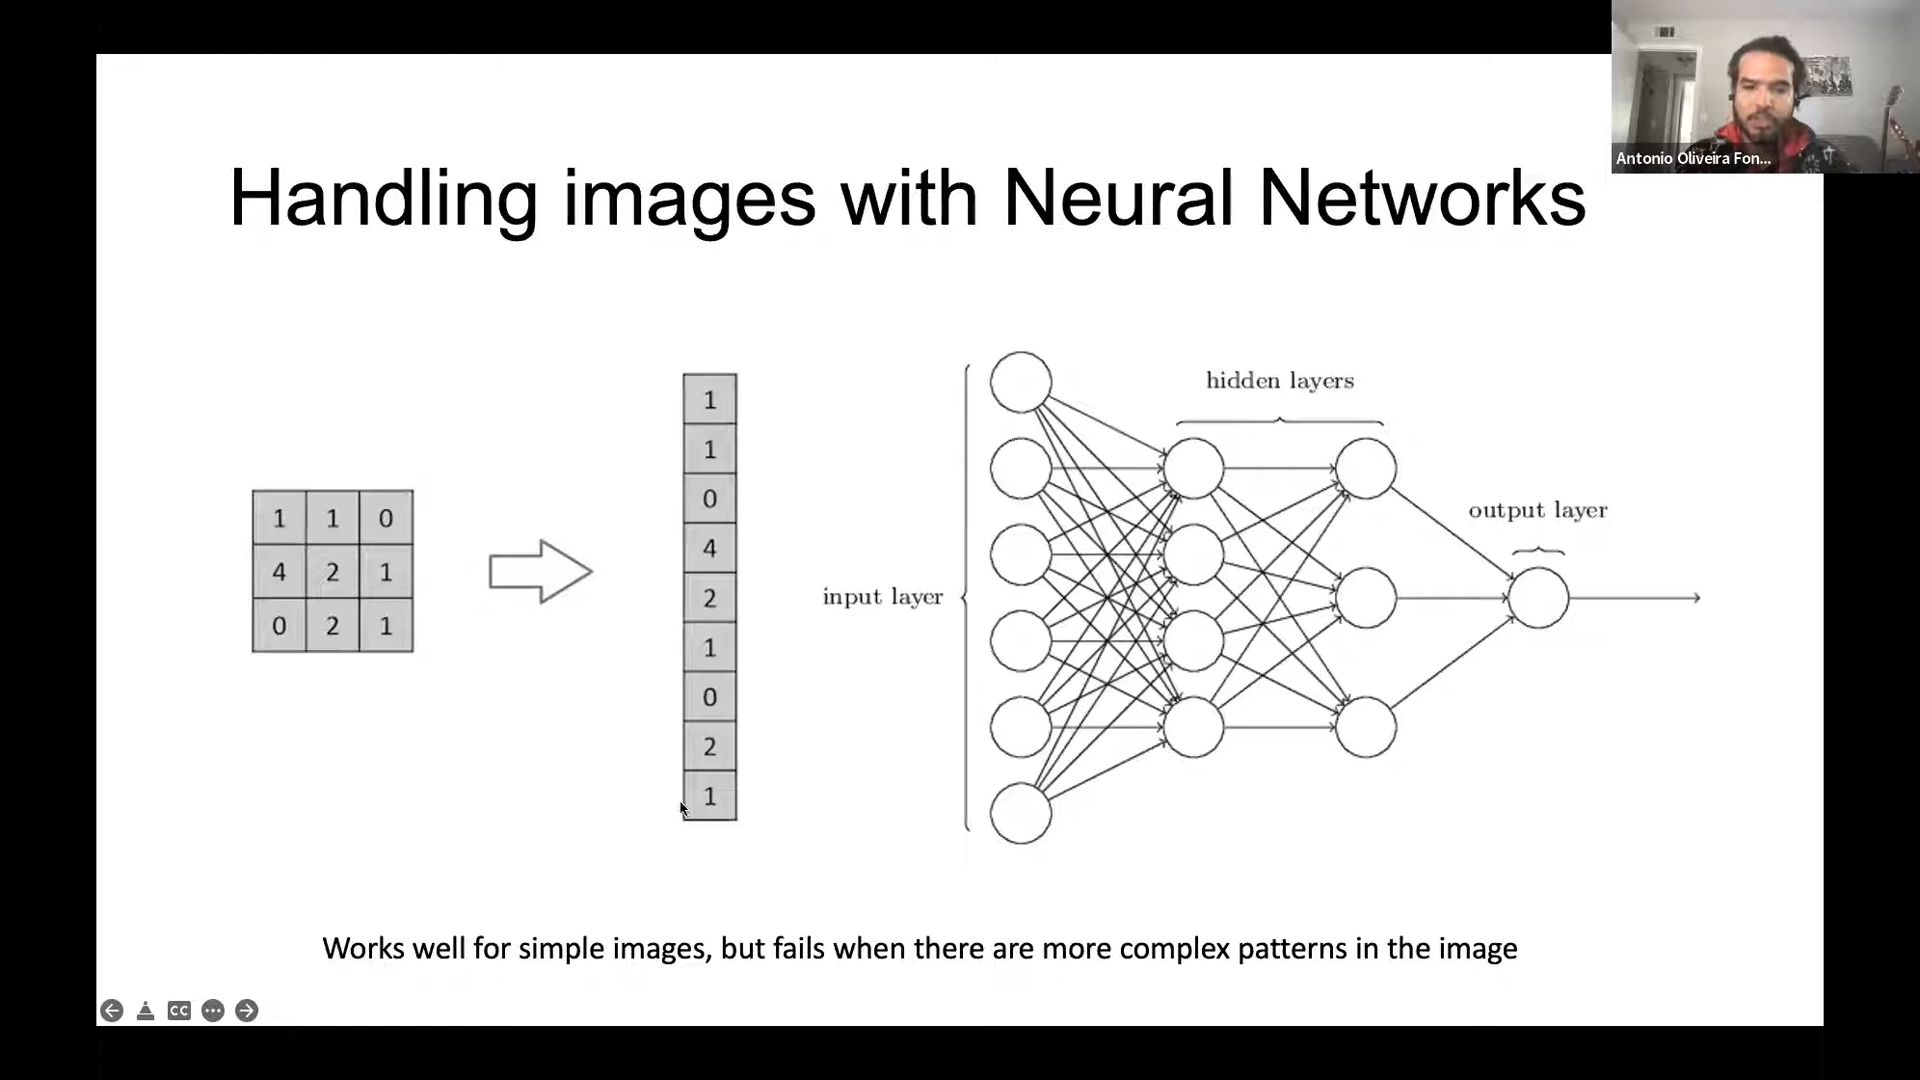 Antonio Oliveira Fon...
Handling images with Neural Networks
1 1 0
4 2 1
0 2 1
1
1
0
4
2
1
0
2
1
input layer
hidden layers
output layer
Works well for simple images, but fails when there are more complex patterns in the image
CC